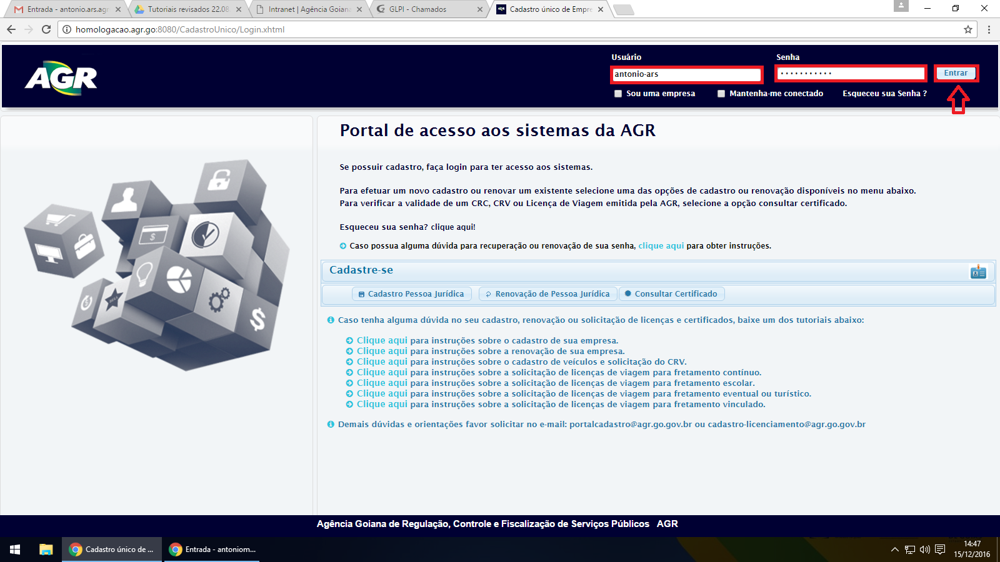 Entrada - antonio.ars.agr
Tutoriais revisados 22.08
Intranet | Agência Goiana
GLPI - Chamados
Cadastro único de Empre
homologacao.agr.go:8080/CadastroUnico/Login.xhtml
AGR
Usuário
Senha
antonio-ars
Entrar
Sou uma empresa
Mantenha-me conectado
Esqueceu sua Senha ?
Portal de acesso aos sistemas da AGR
Se possuir cadastro, faça login para ter acesso aos sistemas.
Para efetuar um novo cadastro ou renovar um existente selecione uma das opções de cadastro ou renovação disponíveis no menu abaixo.
Para verificar a validade de um CRC, CRV ou Licença de Viagem emitida pela AGR, selecione a opção consultar certificado.
Esqueceu sua senha? clique aqui!
Caso possua alguma dúvida para recuperação ou renovação de sua senha, clique aqui para obter instruções.
Cadastre-se
Cadastro Pessoa Jurídica
Renovação de Pessoa Jurídica
Consultar Certificado
Caso tenha alguma dúvida no seu cadastro, renovação ou solicitação de licenças e certificados, baixe um dos tutoriais abaixo:
Clique aqui para instruções sobre o cadastro de sua empresa.
Clique aqui para instruções sobre a renovação de sua empresa.
Clique aqui para instruções sobre o cadastro de veículos e solicitação do CRV.
Clique aqui para instruções sobre a solicitação de licenças de viagem para fretamento contínuo.
Clique aqui para instruções sobre a solicitação de licenças de viagem para fretamento escolar.
Clique aqui para instruções sobre a solicitação de licenças de viagem para fretamento eventual ou turístico.
Clique aqui para instruções sobre a solicitação de licenças de viagem para fretamento vinculado.
Demais dúvidas e orientações favor solicitar no e-mail: portalcadastro@agr.go.gov.br ou cadastro-licenciamento@agr.go.gov.br
Agência Goiana de Regulação, Controle e Fiscalização de Serviços Públicos AGR
Cadastro único de ...
Entrada - antoniom...
14:47
15/12/2016